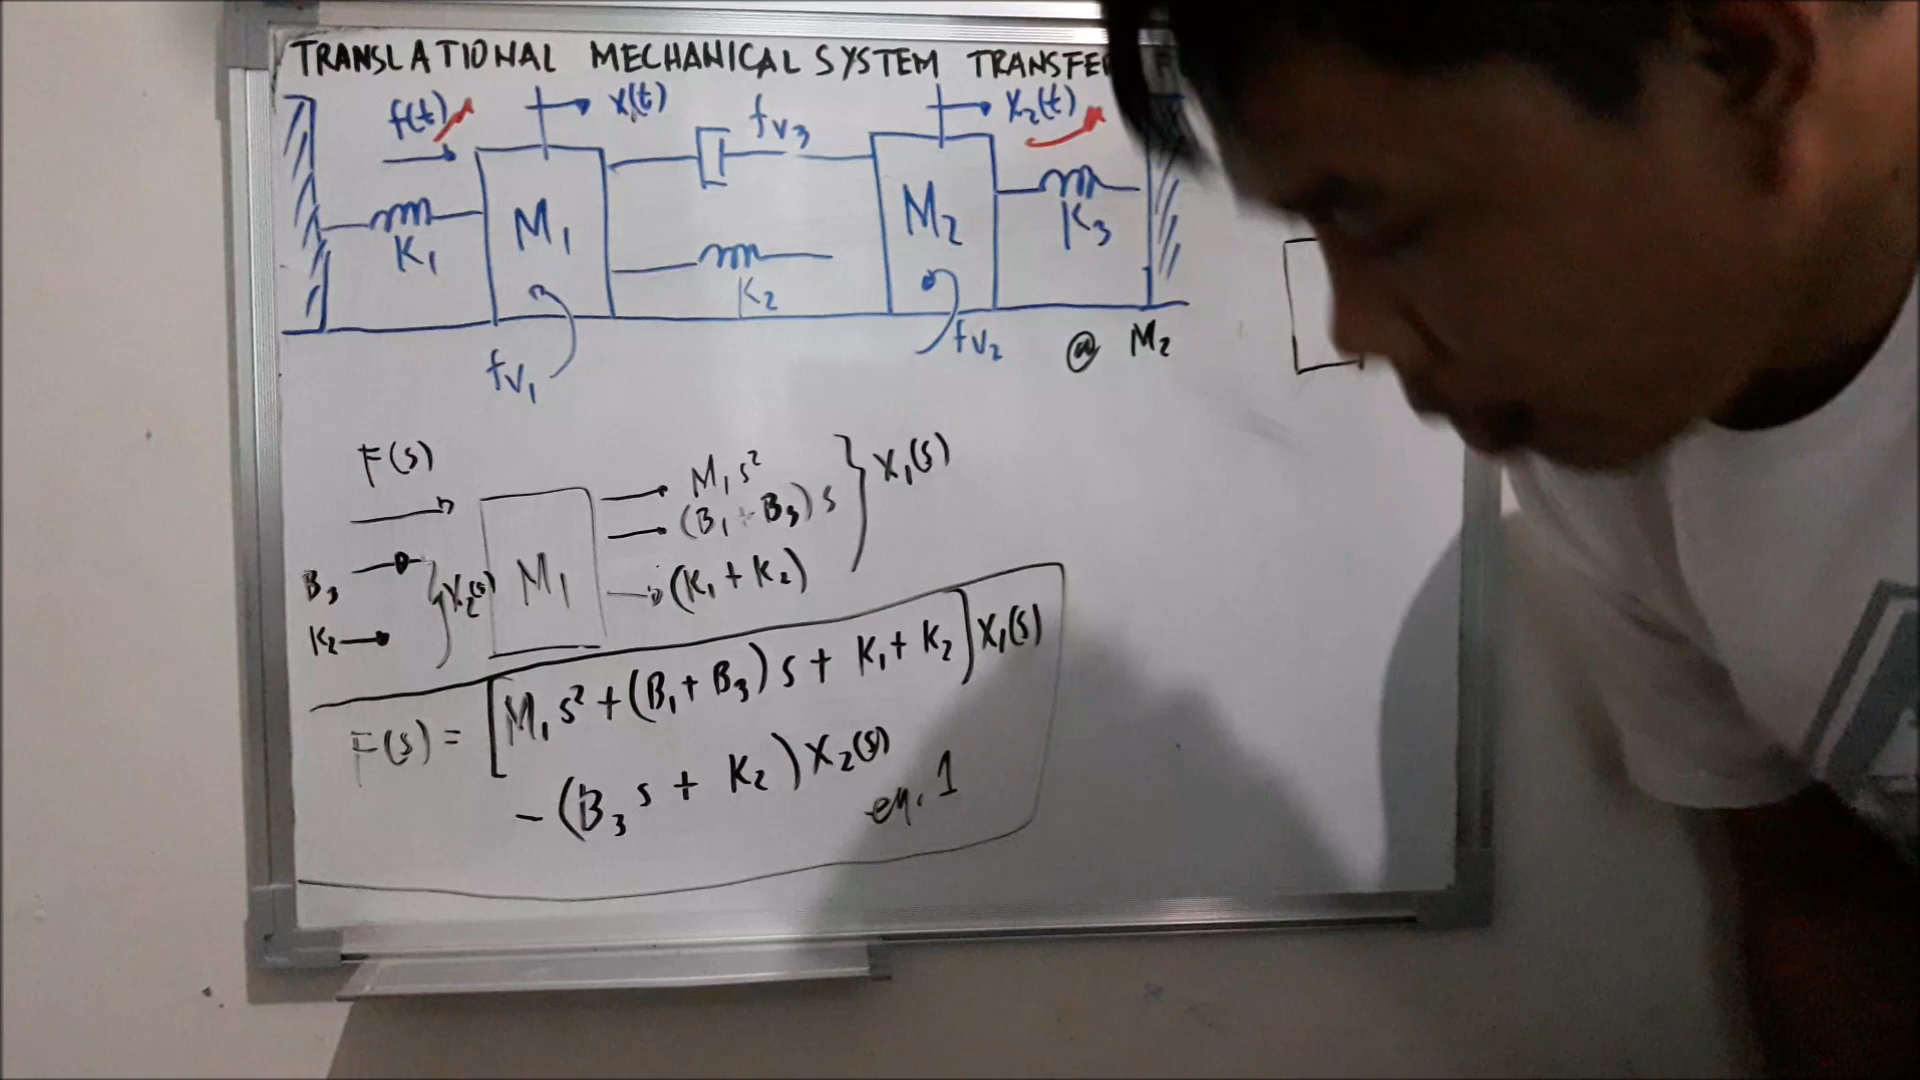 TRANSLATIONAL MECHANICAL SYSTEM TRANSFE
f(t)
x₁(t)
fv₃
x₂(t)
K₁
M₁
K₂
M₂
K₃
fv₁
fv₂
@ M₂
F(s)
M₁s²
(B₁ + B₃) s
(K₁ + K₂)
} X₁(s)
B₃
K₂
X₂(s)
M₁
F(s) = [M₁s² + (B₁ + B₃) s + K₁ + K₂] X₁(s)
- (B₃s + K₂) X₂(s)
eq. 1